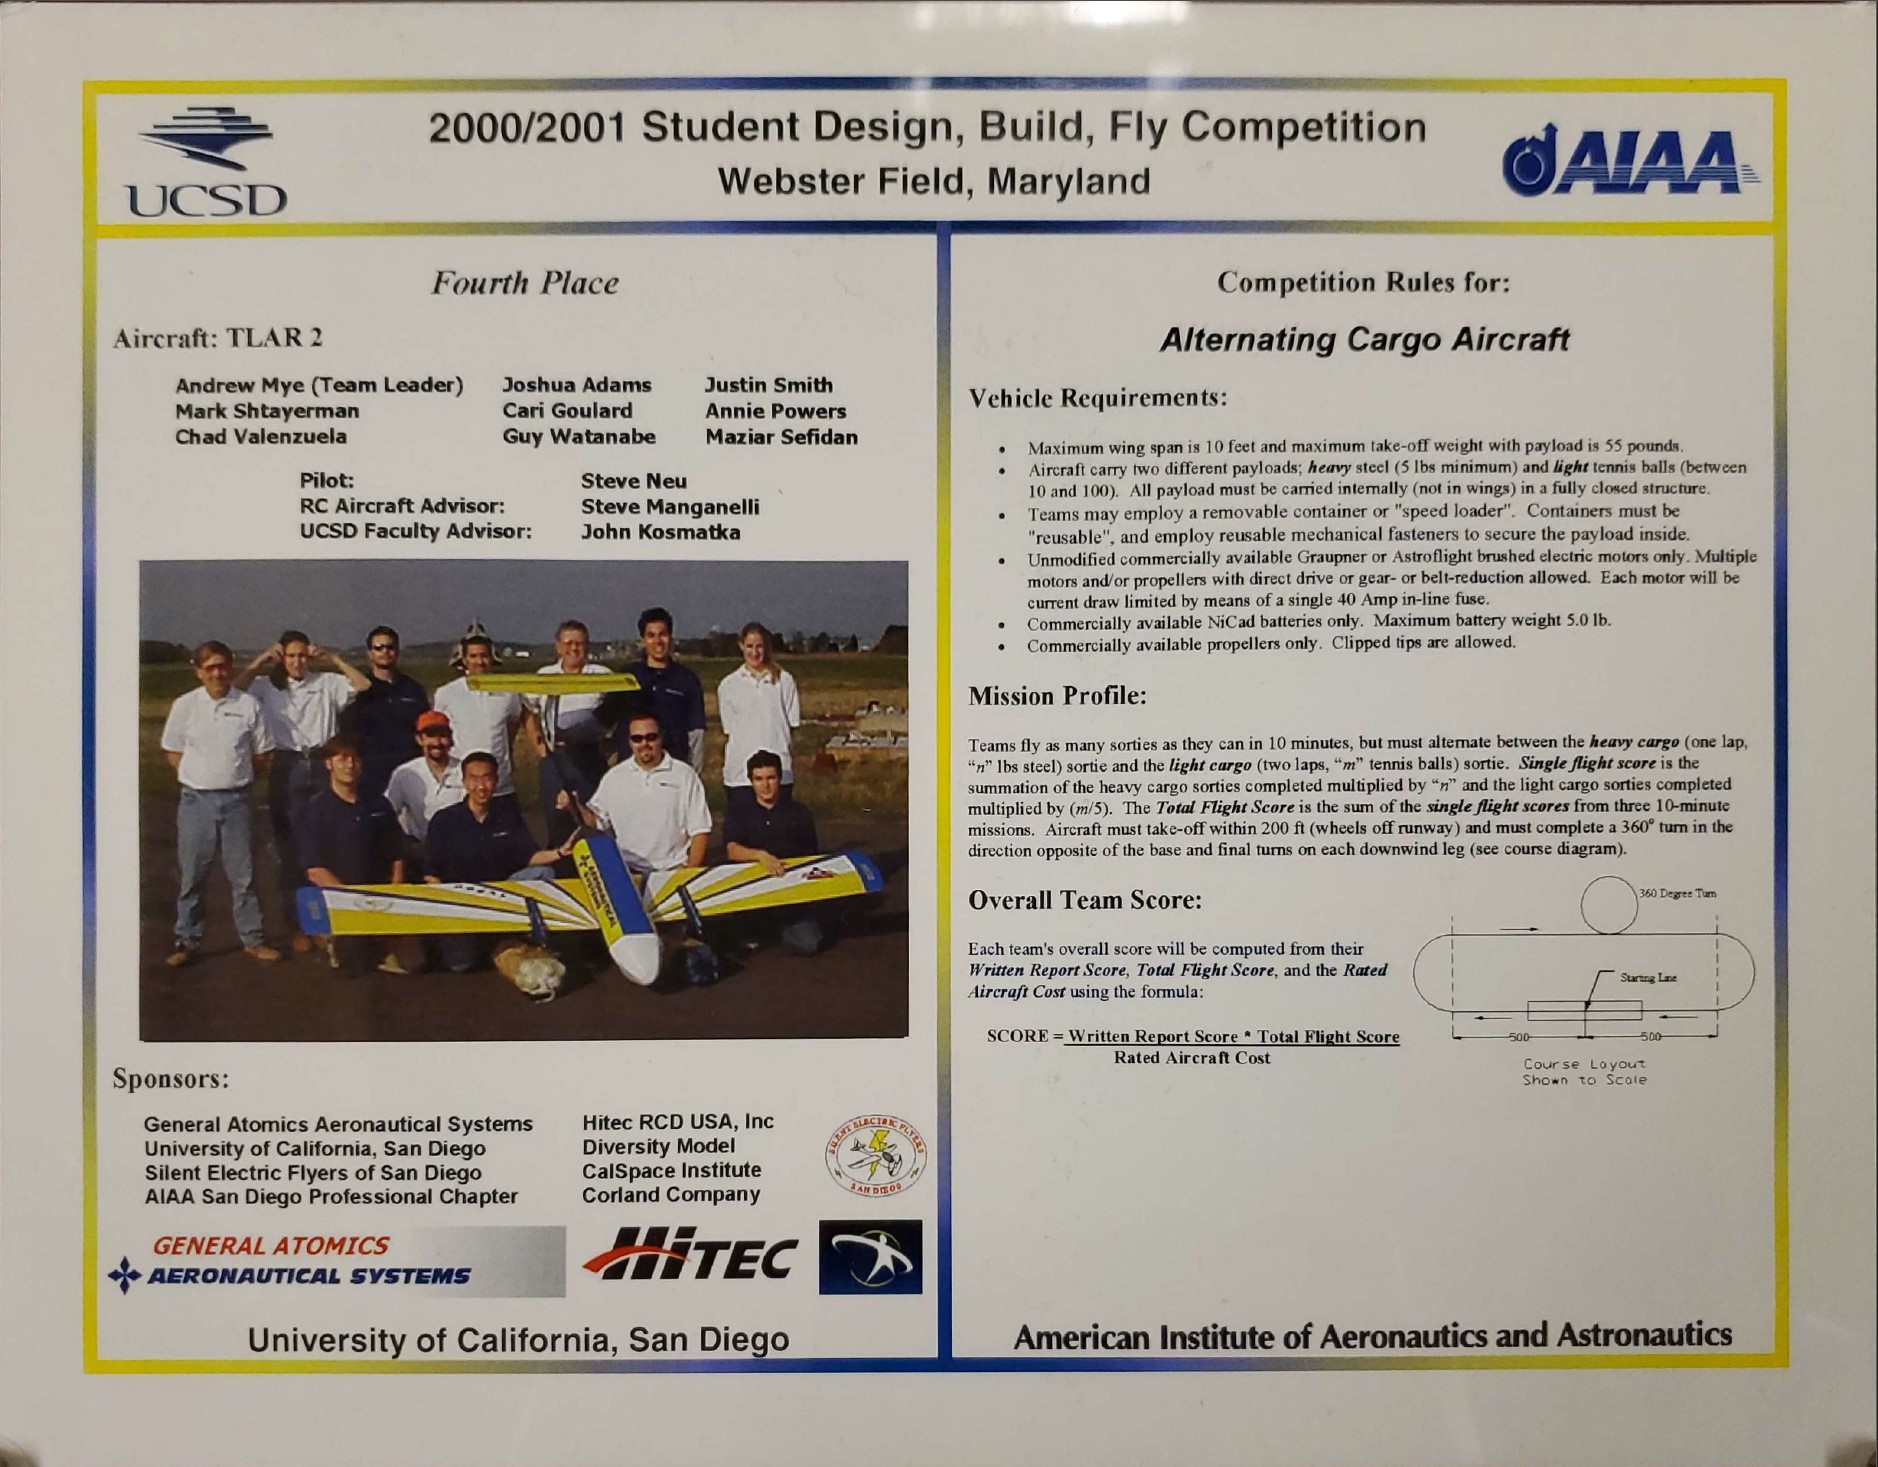 UCSD
2000/2001 Student Design, Build, Fly Competition
Webster Field, Maryland
AIAA
Fourth Place
Aircraft: TLAR 2
Andrew Mye (Team Leader)
Mark Shtayerman
Chad Valenzuela
Joshua Adams
Cari Goulard
Guy Watanabe
Justin Smith
Annie Powers
Maziar Sefidan
Pilot: Steve Neu
RC Aircraft Advisor: Steve Manganelli
UCSD Faculty Advisor: John Kosmatka
AERONAUTICAL
Sponsors:
General Atomics Aeronautical Systems
University of California, San Diego
Silent Electric Flyers of San Diego
AIAA San Diego Professional Chapter
Hitec RCD USA, Inc
Diversity Model
CalSpace Institute
Corland Company
SILENT ELECTRIC FLYERS
SAN DIEGO
GENERAL ATOMICS
AERONAUTICAL SYSTEMS
HiTEC
University of California, San Diego
Competition Rules for:
Alternating Cargo Aircraft
Vehicle Requirements:
• Maximum wing span is 10 feet and maximum take-off weight with payload is 55 pounds.
• Aircraft carry two different payloads; heavy steel (5 lbs minimum) and light tennis balls (between
10 and 100). All payload must be carried internally (not in wings) in a fully closed structure.
• Teams may employ a removable container or "speed loader". Containers must be
"reusable", and employ reusable mechanical fasteners to secure the payload inside.
• Unmodified commercially available Graupner or Astroflight brushed electric motors only. Multiple
motors and/or propellers with direct drive or gear- or belt-reduction allowed. Each motor will be
current draw limited by means of a single 40 Amp in-line fuse.
• Commercially available NiCad batteries only. Maximum battery weight 5.0 lb.
• Commercially available propellers only. Clipped tips are allowed.
Mission Profile:
Teams fly as many sorties as they can in 10 minutes, but must alternate between the heavy cargo (one lap,
“n” lbs steel) sortie and the light cargo (two laps, “m” tennis balls) sortie. Single flight score is the
summation of the heavy cargo sorties completed multiplied by “n” and the light cargo sorties completed
multiplied by (m/5). The Total Flight Score is the sum of the single flight scores from three 10-minute
missions. Aircraft must take-off within 200 ft (wheels off runway) and must complete a 360° turn in the
direction opposite of the base and final turns on each downwind leg (see course diagram).
Overall Team Score:
Each team's overall score will be computed from their
Written Report Score, Total Flight Score, and the Rated
Aircraft Cost using the formula:
SCORE = Written Report Score * Total Flight Score
Rated Aircraft Cost
360 Degree Turn
Starting Line
500
500
Course Layout
Shown to Scale
American Institute of Aeronautics and Astronautics